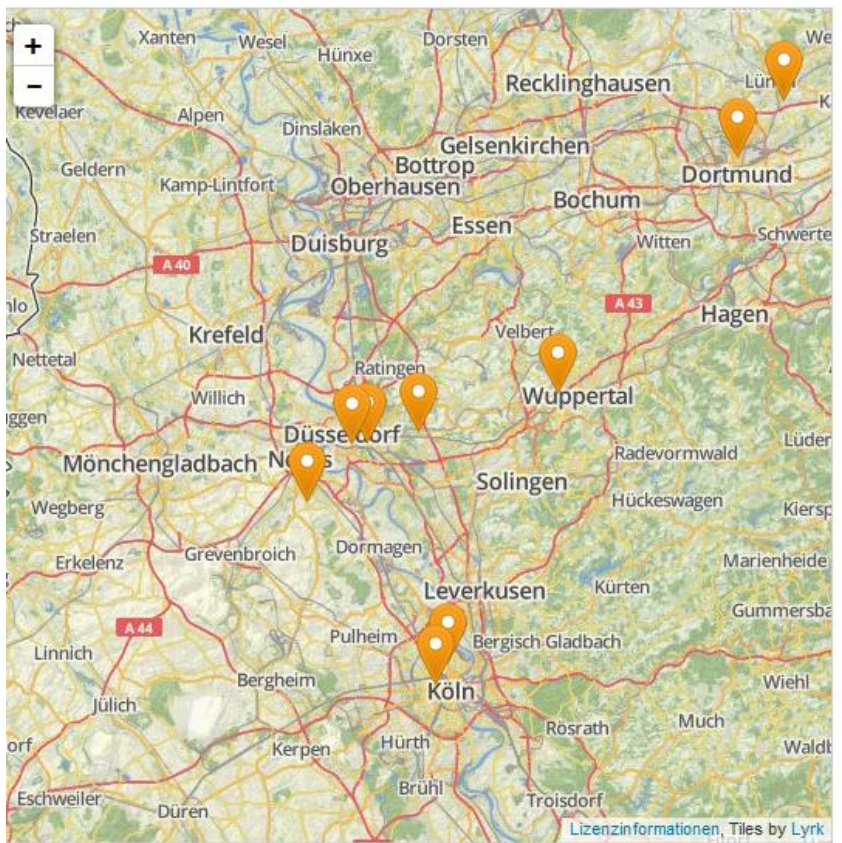 +
Xanten
Wesel
Hünxe
Dorsten
−
Recklinghausen
Kevelaer
Alpen
Dinslaken
Gelsenkirchen
Bottrop
Oberhausen
Dortmund
Geldern
Kamp-Lintfort
Bochum
Essen
Straelen
Duisburg
Witten
Schwerte
A 40
A 43
Krefeld
Velbert
Hagen
Nettetal
Ratingen
Willich
Wuppertal
Düsseldorf
Mönchengladbach
Radevormwald
Solingen
Wegberg
Hückeswagen
Grevenbroich
Dormagen
Erkelenz
Marienheide
Leverkusen
Kürten
A 44
Pulheim
Bergisch Gladbach
Linnich
Bergheim
Köln
Wiehl
Jülich
Much
Rösrath
Kerpen
Hürth
Brühl
Eschweiler
Düren
Troisdorf
Lizenzinformationen, Tiles by Lyrk